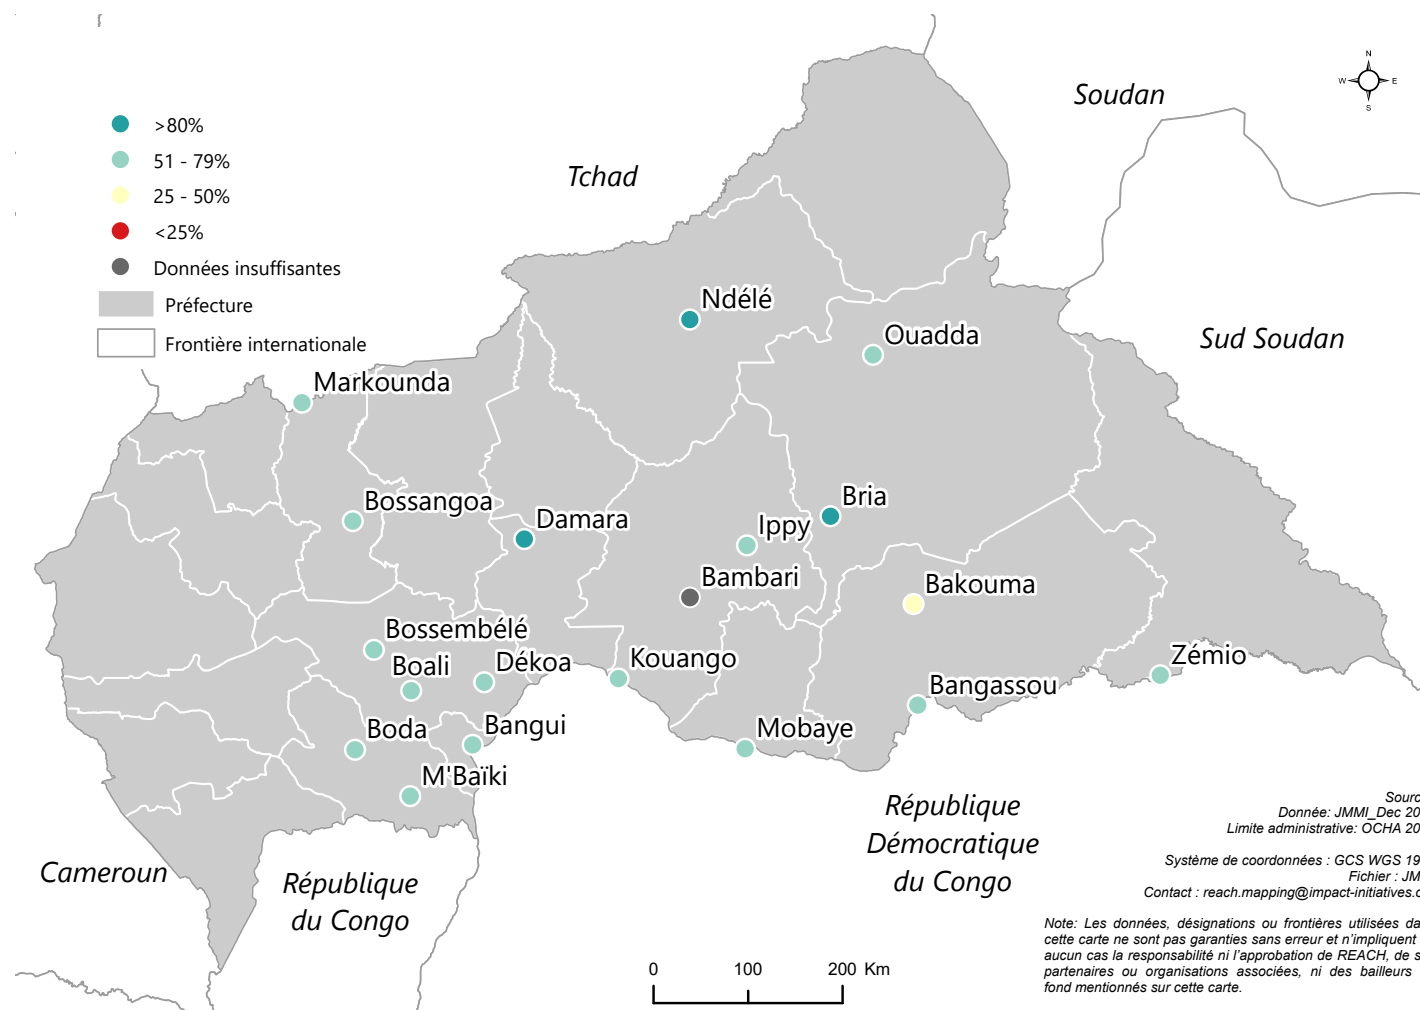 Soudan
N
W
E
S
>80%
51 - 79%
25 - 50%
<25%
Données insuffisantes
Préfecture
Frontière internationale
Tchad
Ndélé
Ouadda
Sud Soudan
Markounda
Bossangoa
Damara
Bria
Ippy
Bambari
Bakouma
Bossembélé
Boali
Dékoa
Kouango
Zémio
Bangassou
Boda
Bangui
Mobaye
M'Baïki
Cameroun
République
du Congo
République
Démocratique
du Congo
Donnée: JMMI_Dec
Limite administrative: OCHA
Système de coordonnées : GCS WGS
Fichier :
Contact :
Note: Les données, désignations ou frontières utilisées
cette carte ne sont pas garanties sans erreur et n'impliquent
aucun cas la responsabilité ni l'approbation de REACH, de
partenaires ou organisations associées, ni des bailleurs
fond mentionnés sur cette carte.
0 100 200 Km